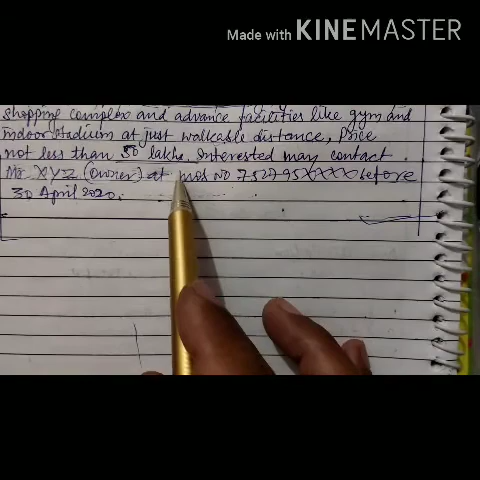 Made with KINEMASTER
shopping complex and advance facilities like gym and
indoor stadium at just walkable distance, Price
not less than 50 lakhs, Interested may contact.
Mr XYZ (Owner) at mob NO 752795XXXX before
30 April 2020.